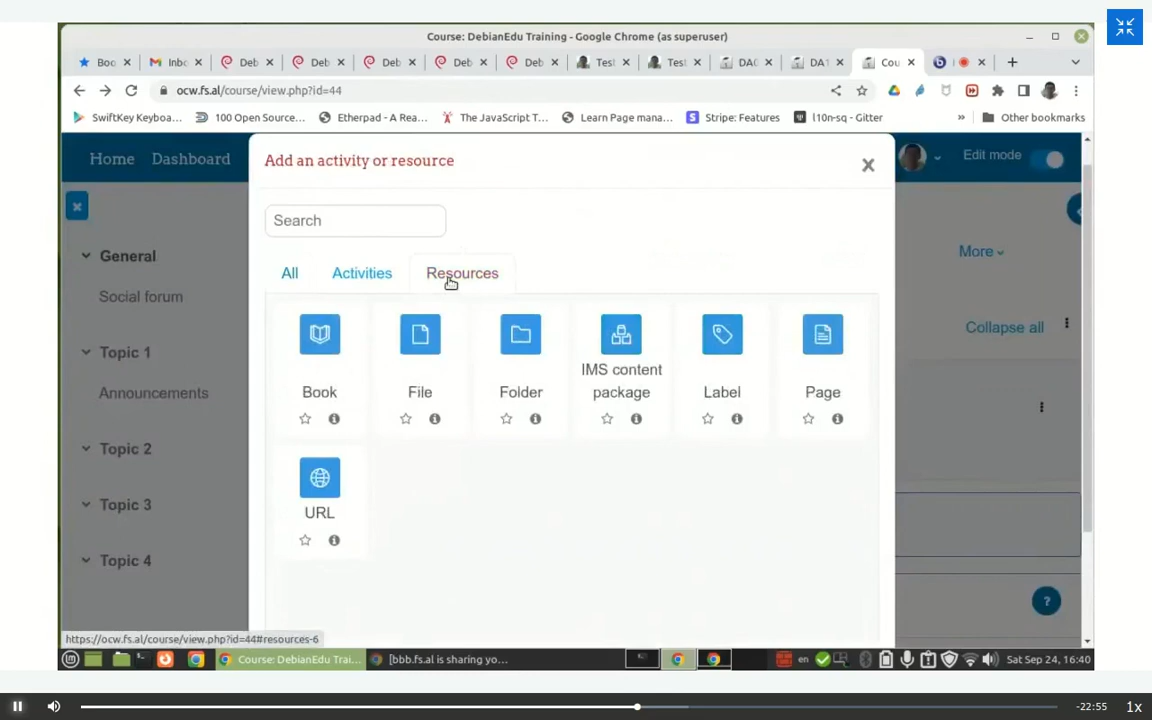 Course: DebianEdu Training - Google Chrome (as superuser)
Boo
Inbo
Deb
Deb
Deb
Deb
Deb
Test
Test
DA0
DA1
Cou
ocw.fs.al/course/view.php?id=44
SwiftKey Keyboa...
100 Open Source...
Etherpad - A Rea...
The JavaScript T...
Learn Page mana...
Stripe: Features
l10n-sq - Gitter
»
Other bookmarks
Home
Dashboard
Edit mode
Add an activity or resource
Search
All
Activities
Resources
General
Social forum
Topic 1
Announcements
Topic 2
Topic 3
Topic 4
More
Collapse all
Book
File
Folder
IMS content
package
Label
Page
URL
?
https://ocw.fs.al/course/view.php?id=44#resources-6
Course: DebianEdu Trai...
[bbb.fs.al is sharing yo...
en
Sat Sep 24, 16:40
-22:55
1x